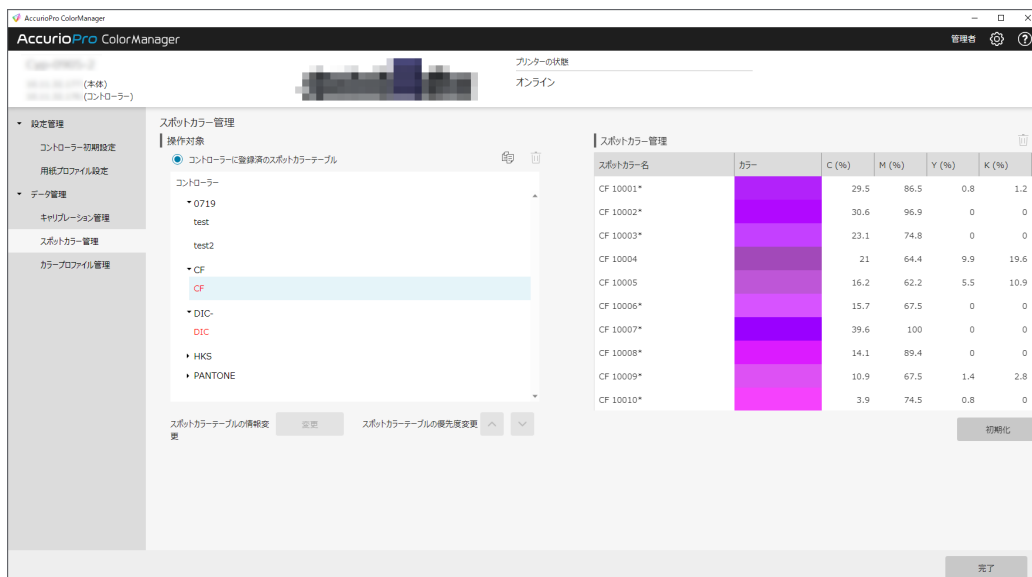 AccurioPro ColorManager
AccurioPro ColorManager
管理者
(本体)
(コントローラー)
プリンターの状態
オンライン
設定管理
コントローラー初期設定
用紙プロファイル設定
データ管理
キャリブレーション管理
スポットカラー管理
カラープロファイル管理
スポットカラー管理
操作対象
コントローラーに登録済のスポットカラーテーブル
コントローラー
0719
test
test2
CF
CF
DIC-
DIC
HKS
PANTONE
スポットカラーテーブルの情報変
更
変更
スポットカラーテーブルの優先度変更
スポットカラー管理
スポットカラー名 カラー C (%) M (%) Y (%) K (%)
CF 10001* 29.5 86.5 0.8 1.2
CF 10002* 30.6 96.9 0 0
CF 10003* 23.1 74.8 0 0
CF 10004 21 64.4 9.9 19.6
CF 10005 16.2 62.2 5.5 10.9
CF 10006* 15.7 67.5 0 0
CF 10007* 39.6 100 0 0
CF 10008* 14.1 89.4 0 0
CF 10009* 10.9 67.5 1.4 2.8
CF 10010* 3.9 74.5 0.8 0
初期化
完了